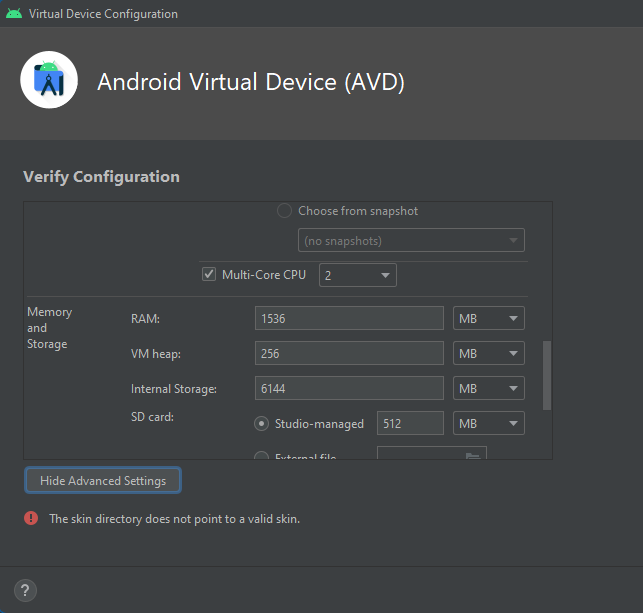 Virtual Device Configuration
Android Virtual Device (AVD)
Verify Configuration
Choose from snapshot
(no snapshots)
Multi-Core CPU 2
Memory and Storage
RAM: 1536 MB
VM heap: 256 MB
Internal Storage: 6144 MB
SD card:
Studio-managed 512 MB
External file
Hide Advanced Settings
The skin directory does not point to a valid skin.
?